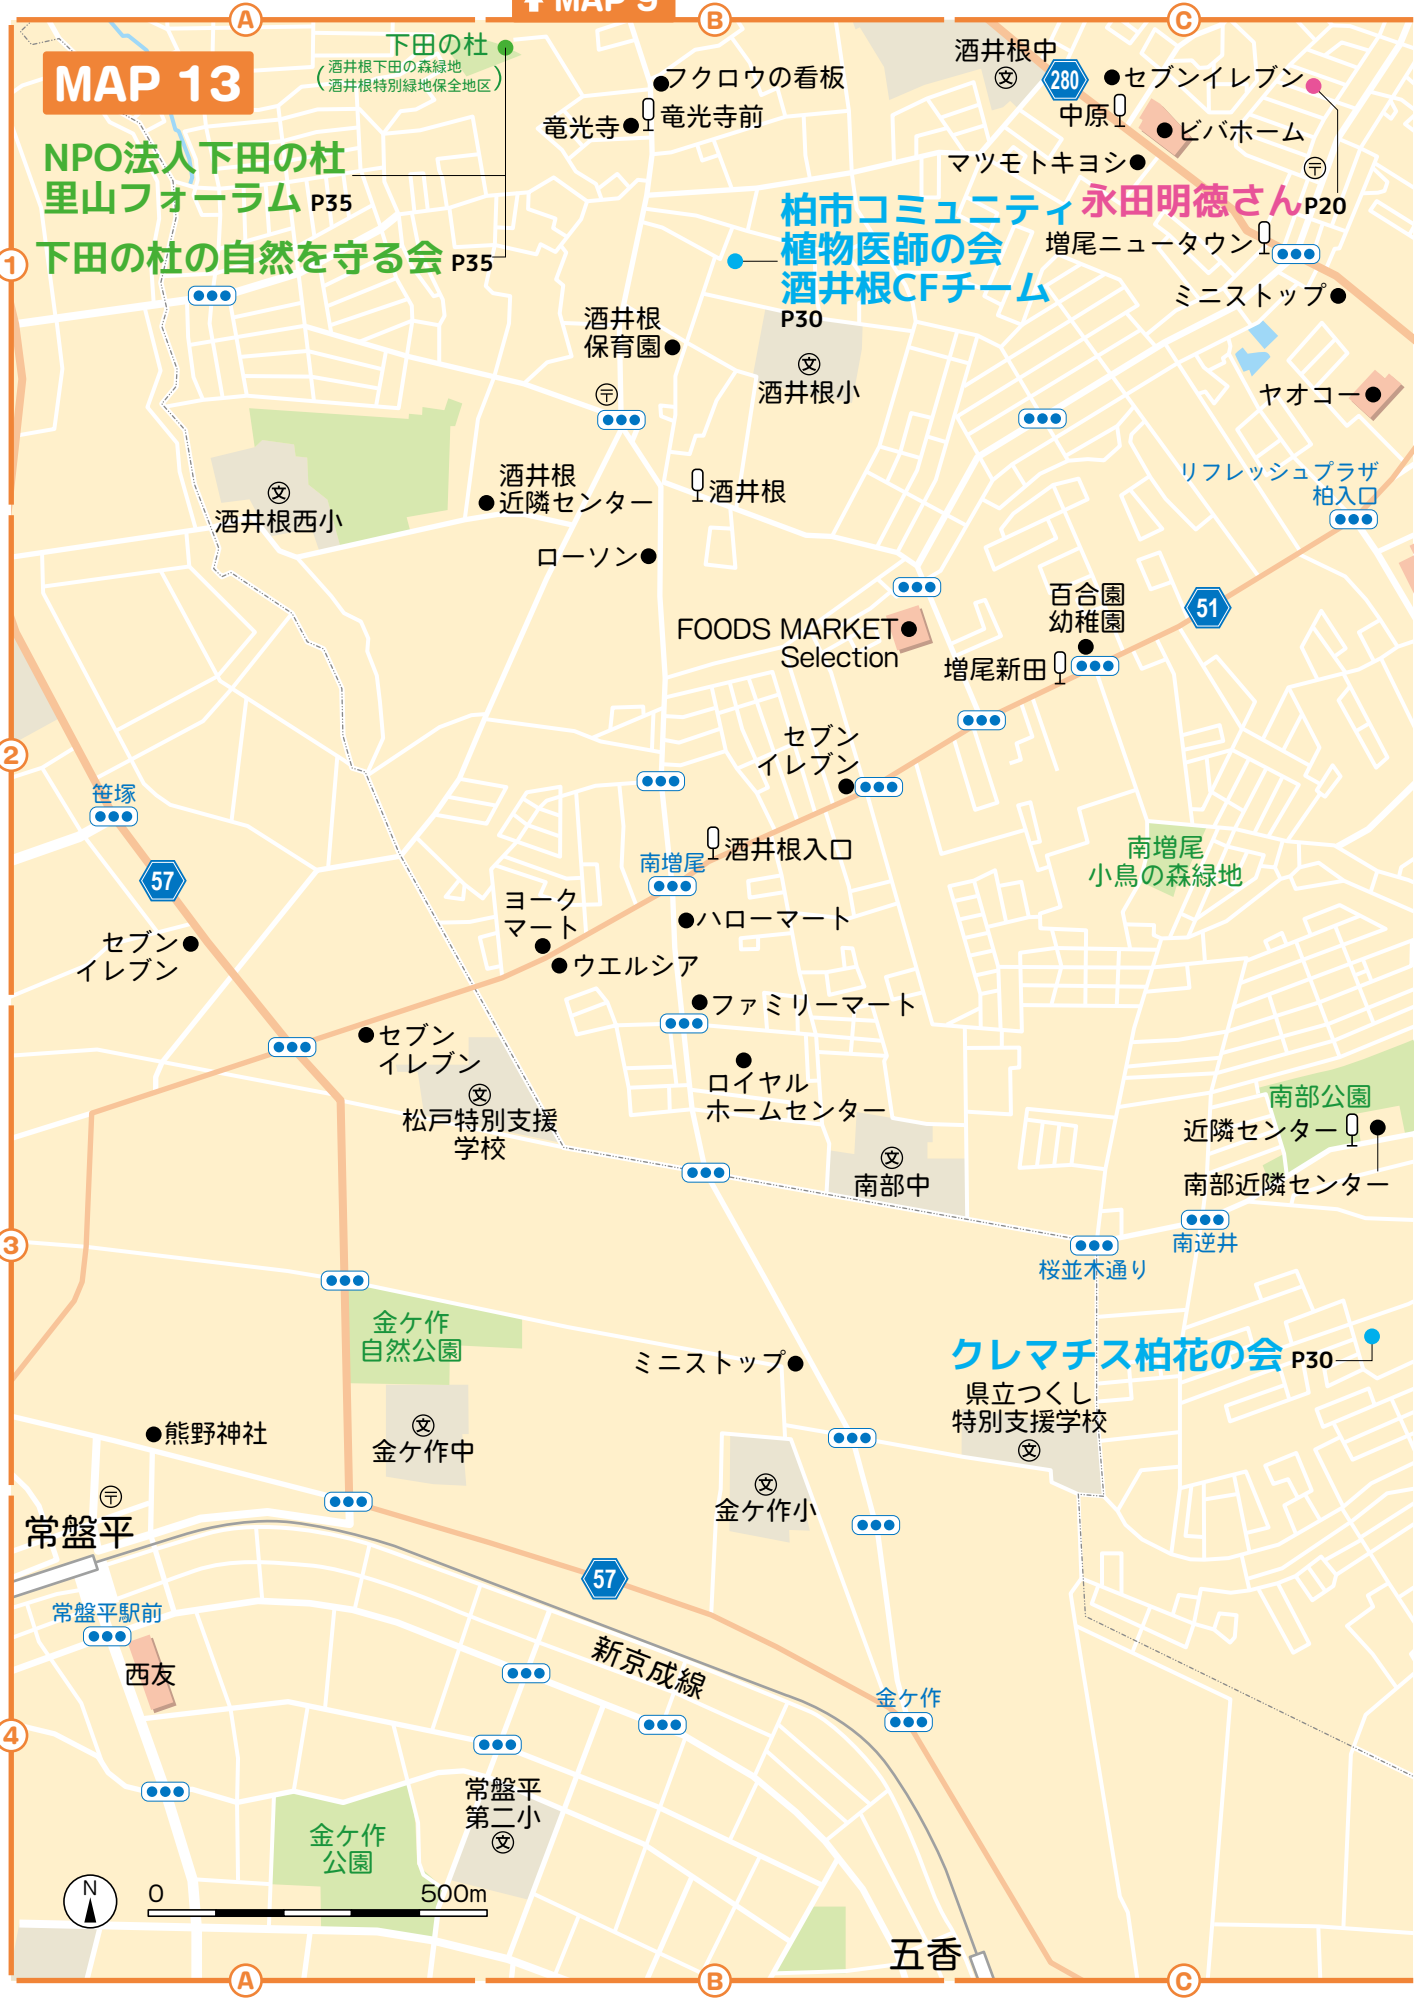 A
B
C
MAP 9
MAP 13
下田の杜
(酒井根下田の森緑地
酒井根特別緑地保全地区)
NPO法人下田の杜
里山フォーラム P35
下田の杜の自然を守る会 P35
フクロウの看板
竜光寺
竜光寺前
酒井根中
文
280
セブンイレブン
中原
ビバホーム
マツモトキヨシ
〒
永田明徳さんP20
柏市コミュニティ
植物医師の会
酒井根CFチーム
P30
増尾ニュータウン
ミニストップ
1
酒井根
保育園
〒
文
酒井根小
ヤオコー
リフレッシュプラザ
柏入口
文
酒井根西小
酒井根
近隣センター
酒井根
ローソン
FOODS MARKET
Selection
百合園
幼稚園
51
増尾新田
セブン
イレブン
2
笹塚
57
セブン
イレブン
酒井根入口
南増尾
南増尾
小鳥の森緑地
ヨーク
マート
ハローマート
ウエルシア
ファミリーマート
セブン
イレブン
ロイヤル
ホームセンター
文
松戸特別支援
学校
文
南部中
南部公園
近隣センター
南部近隣センター
3
南逆井
桜並木通り
金ケ作
自然公園
ミニストップ
クレマチス柏花の会 P30
県立つくし
特別支援学校
文
熊野神社
文
金ケ作中
文
金ケ作小
〒
常盤平
57
常盤平駅前
西友
新京成線
金ケ作
4
常盤平
第二小
文
金ケ作
公園
N
0
500m
五香
A
B
C